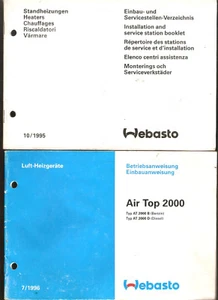 Standheizungen
Heaters
Chauffages
Riscaldatori
Värmare
Einbau- und
Servicestellen-Verzeichnis
Installation and
service station booklet
Répertoire des stations
de service et d'installation
Elenco centri assistenza
Monterings och
Serviceverkstäder
10/1995
Webasto
Luft-Heizgeräte
Betriebsanweisung
Einbauanweisung
Air Top 2000
Typ AT 2000 B (Benzin)
Typ AT 2000 D (Diesel)
7/1996
Webasto